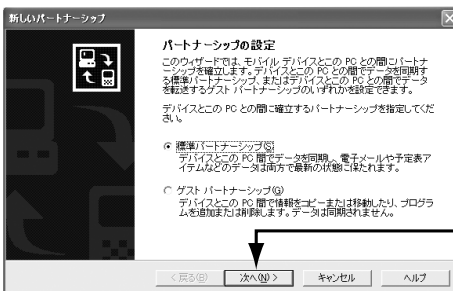 新しいパートナーシップ
パートナーシップの設定
このウィザードでは、モバイル デバイスとこの PC との間にパートナ
ーシップを確立します。デバイスとこの PC との間でデータを同期す
る標準パートナーシップ、またはデバイスとこの PC との間でデータ
を転送するゲスト パートナーシップのいずれかを設定できます。
デバイスとこの PC との間に確立するパートナーシップを指定してくだ
さい。
標準パートナーシップ(S)
デバイスとこの PC 間でデータを同期し、電子メールや予定表ア
イテムなどのデータは両方で最新の状態に保たれます。
ゲスト パートナーシップ(G)
デバイスとこの PC 間で情報をコピーまたは移動したり、プログラ
ムを追加または削除します。データは同期されません。
< 戻る(B)
次へ(N) >
キャンセル
ヘルプ